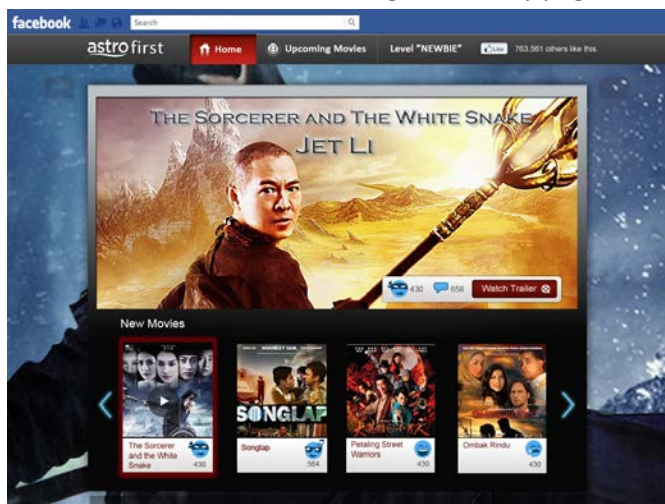 facebook Search
astro first Home Upcoming Movies Level "NEWBIE" Like 763,561 others like this.
THE SORCERER AND THE WHITE SNAKE
JET LI
430 658 Watch Trailer
New Movies
SONGLAP
The Sorcerer
and the White
Snake
430
Songlap
564
Petaling Street
Warriors
430
Ombak Rindu
430